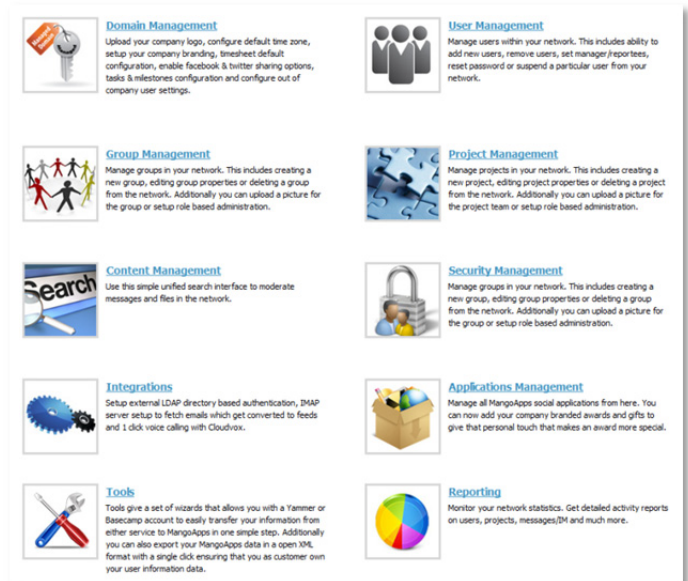 Managed
Domain
Domain Management
Upload your company logo, configure default time zone,
setup your company branding, timesheet default
configuration, enable facebook & twitter sharing options,
tasks & milestones configuration and configure out of
company user settings.
User Management
Manage users within your network. This includes ability to
add new users, remove users, set manager/reportees,
reset password or suspend a particular user from your
network.
Group Management
Manage groups in your network. This includes creating a
new group, editing group properties or deleting a group
from the network. Additionally you can upload a picture for
the group or setup role based administration.
Project Management
Manage projects in your network. This includes creating a
new project, editing project properties or deleting a project
from the network. Additionally you can upload a picture for
the project team or setup role based administration.
Search
Content Management
Use this simple unified search interface to moderate
messages and files in the network.
Security Management
Manage groups in your network. This includes creating a
new group, editing group properties or deleting a group
from the network. Additionally you can upload a picture for
the group or setup role based administration.
Integrations
Setup external LDAP directory based authentication, IMAP
server setup to fetch emails which get converted to feeds
and 1 click voice calling with Cloudvox.
Applications Management
Manage all MangoApps social applications from here. You
can now add your company branded awards and gifts to
give that personal touch that makes an award more special.
Tools
Tools give a set of wizards that allows you with a Yammer or
Basecamp account to easily transfer your information from
either service to MangoApps in one simple step. Additionally
you can also export your MangoApps data in a open XML
format with a single click ensuring that you as customer own
your user information data.
Reporting
Monitor your network statistics. Get detailed activity reports
on users, projects, messages/IM and much more.